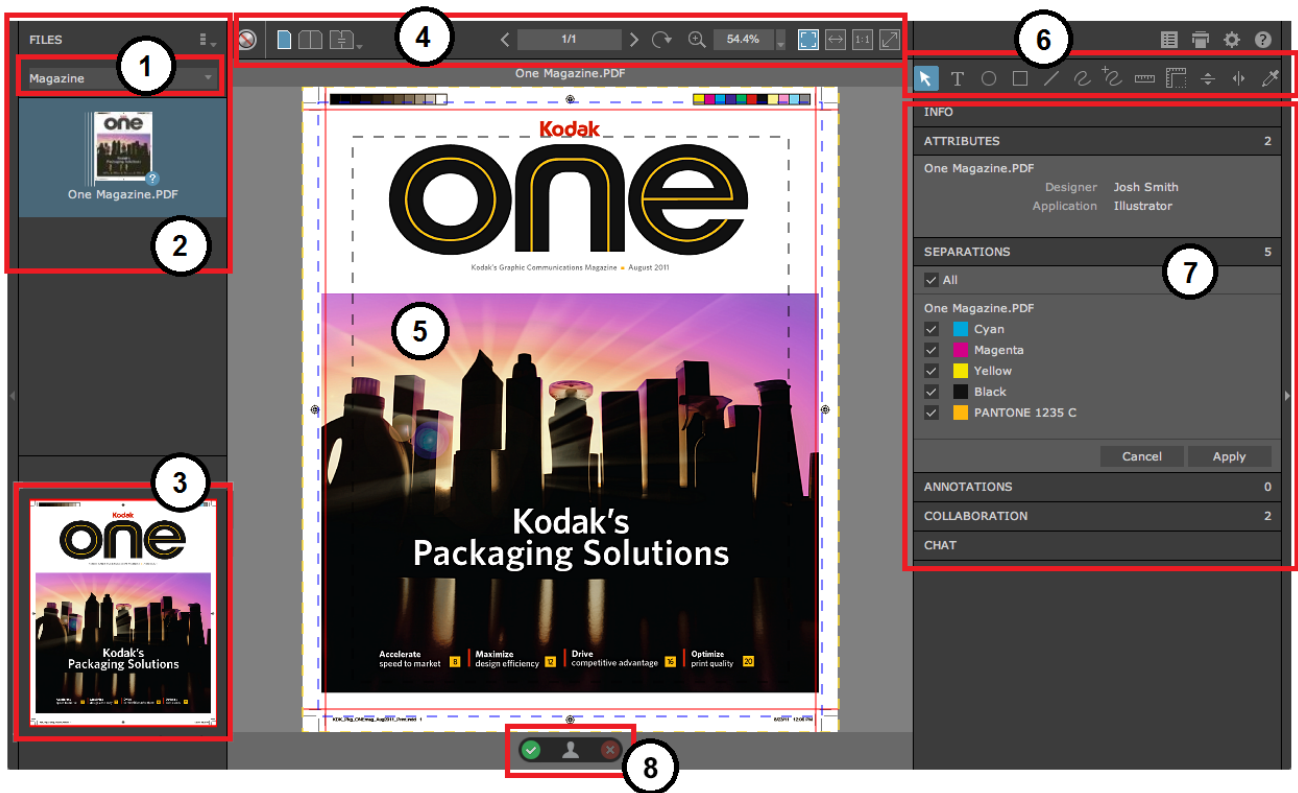 FILES
1
Magazine
One Magazine.PDF
2
3
4
1/1
54.4%
1:1
One Magazine.PDF
Kodak
one
Kodak's Graphic Communications Magazine ■ August 2011
5
Kodak's
Packaging Solutions
Accelerate
speed to market 8
Maximize
design efficiency 12
Drive
competitive advantage 16
Optimize
print quality 20
8
6
?
T
INFO
ATTRIBUTES 2
One Magazine.PDF
Designer Josh Smith
Application Illustrator
SEPARATIONS 5
7
All
One Magazine.PDF
Cyan
Magenta
Yellow
Black
PANTONE 1235 C
Cancel Apply
ANNOTATIONS 0
COLLABORATION 2
CHAT
Kodak
one
Kodak's
Packaging Solutions
Kodak
one